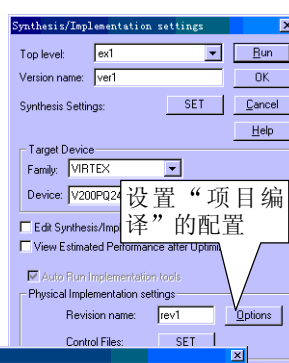 Synthesis/Implementation settings
Top level: ex1 Run
Version name: ver1 OK
Synthesis Settings: SET Cancel
Help
Target Device
Family: VIRTEX
Device: V200PQ24
设置“项目编
译”的配置
Edit Synthesis/Imp
View Estimated Performance after Optimi
Auto Run Implementation tools
Physical Implementation settings
Revision name: rev1 Options
Control Files: SET